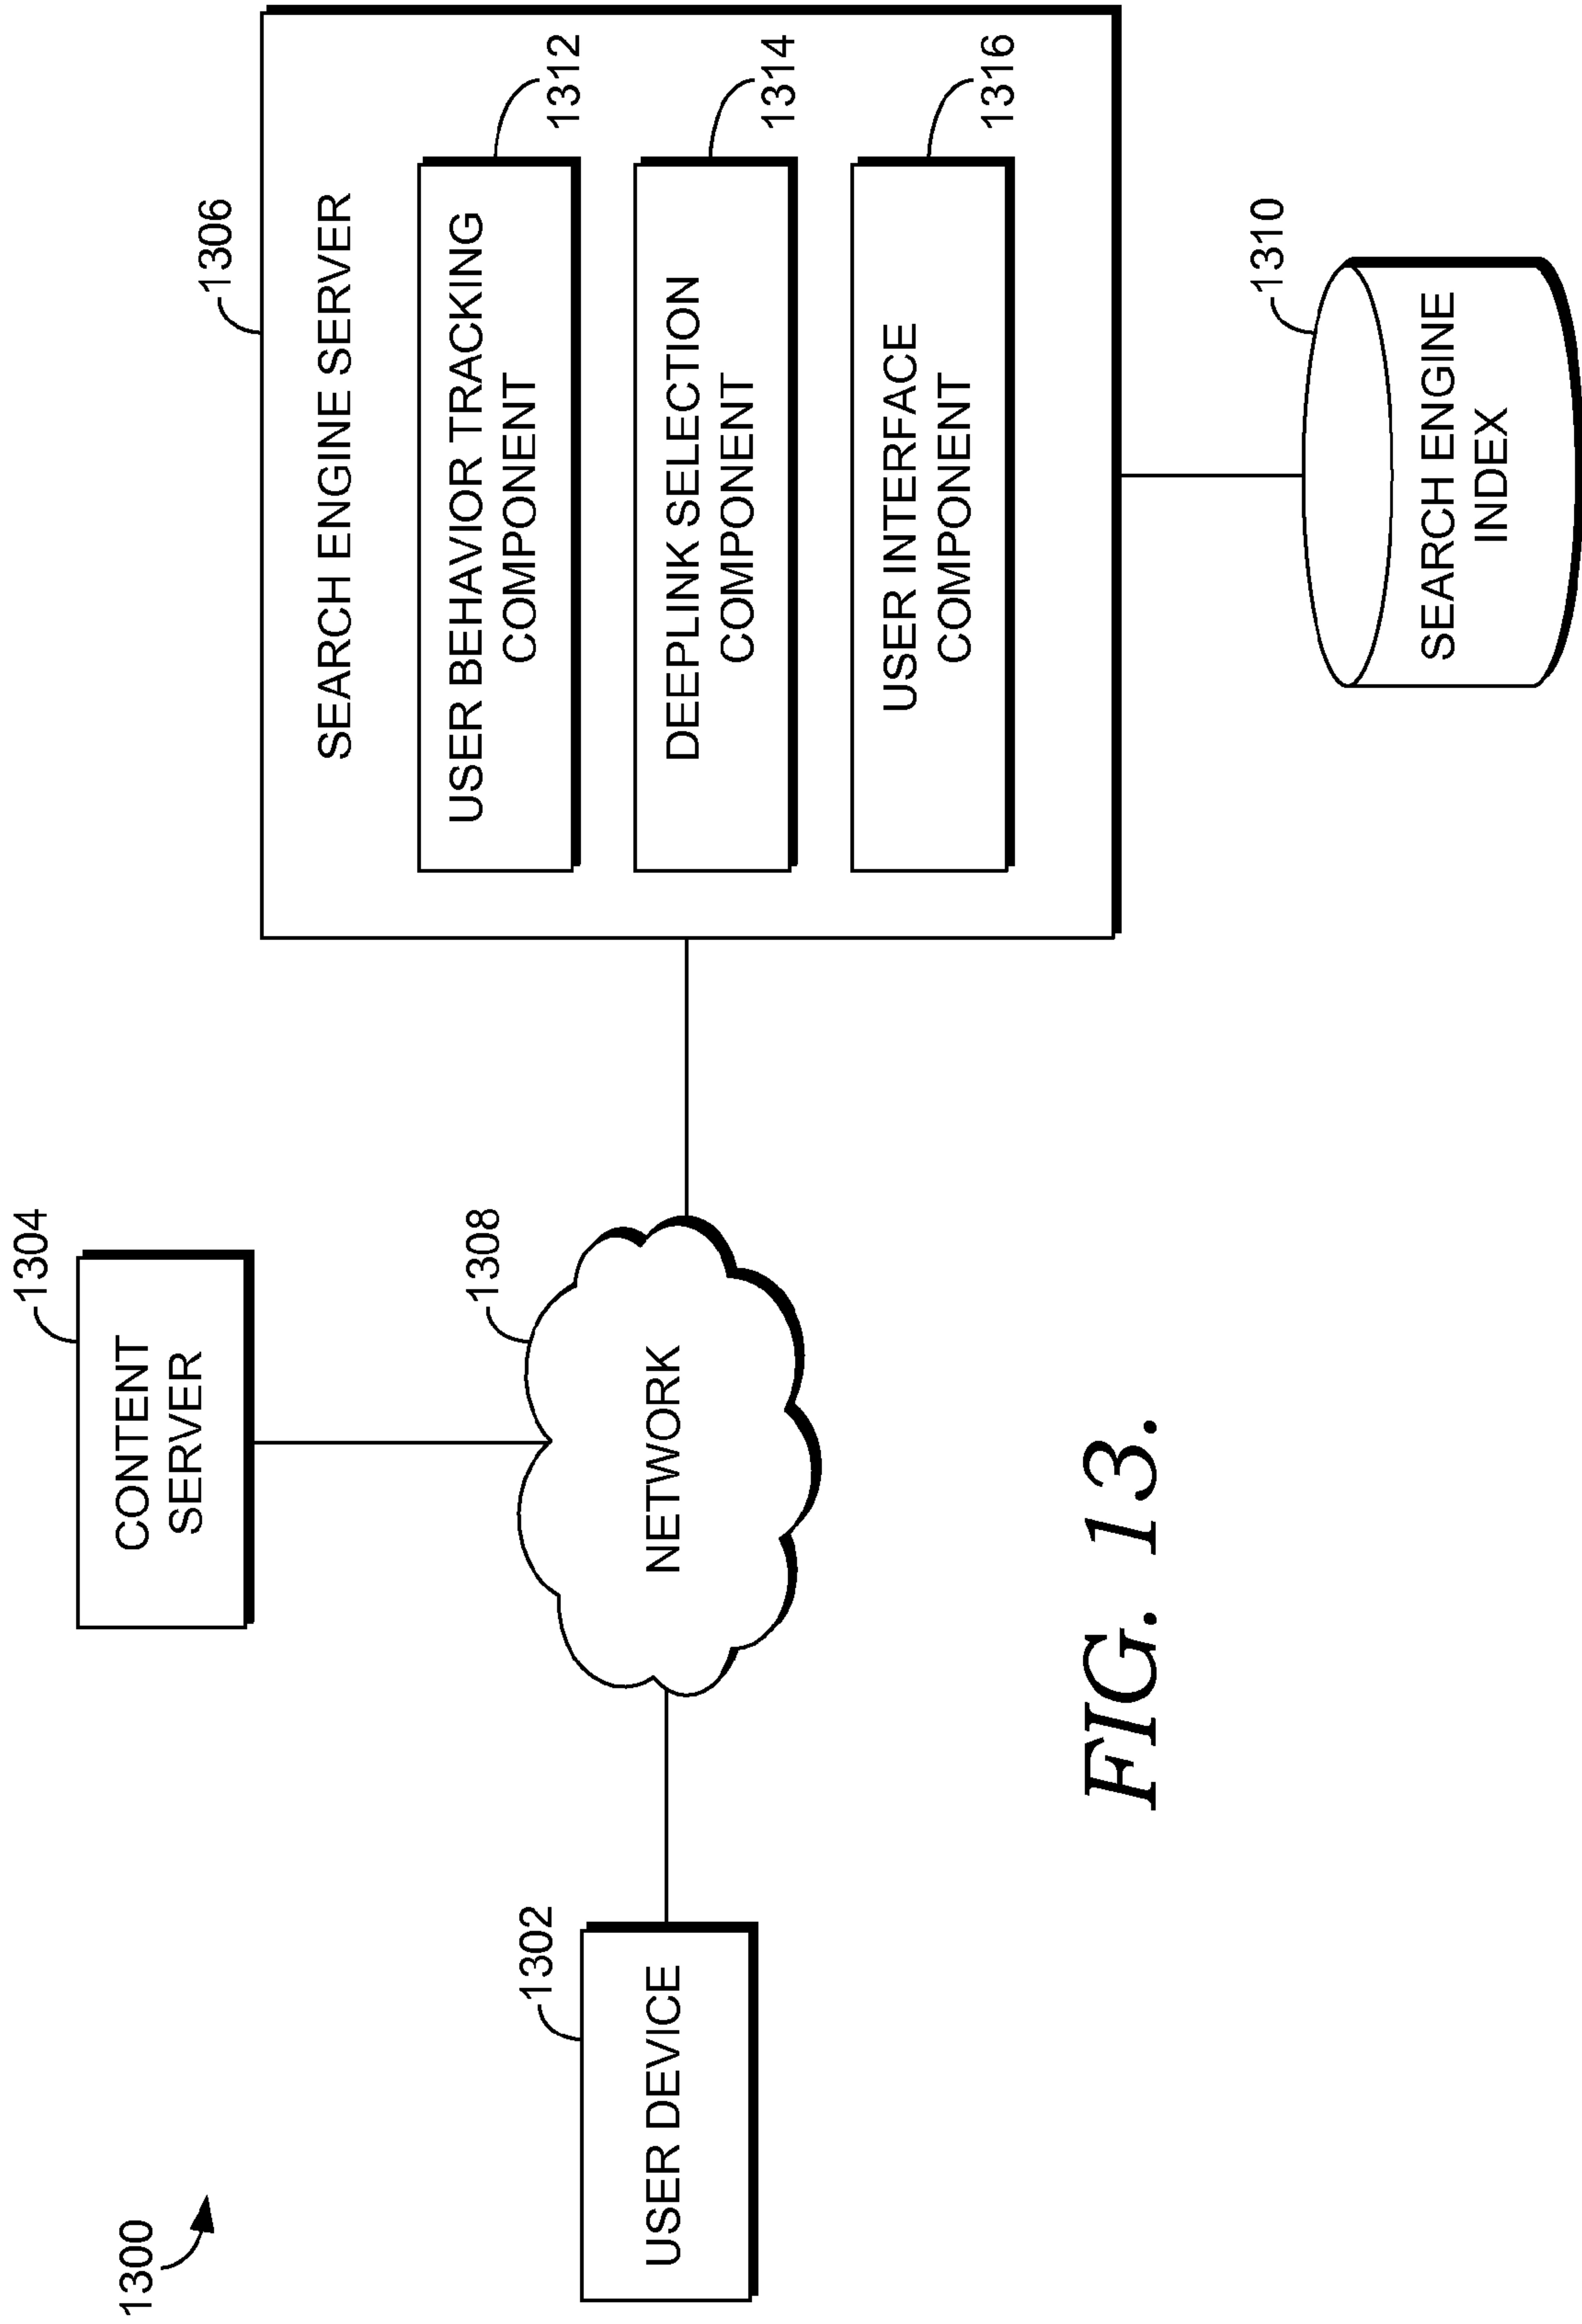 1300
1304
CONTENT
SERVER
1306
SEARCH ENGINE SERVER
USER BEHAVIOR TRACKING
COMPONENT
1312
DEEPLINK SELECTION
COMPONENT
1314
USER INTERFACE
COMPONENT
1316
1302
USER DEVICE
1308
NETWORK
1310
SEARCH ENGINE
INDEX
FIG. 13.